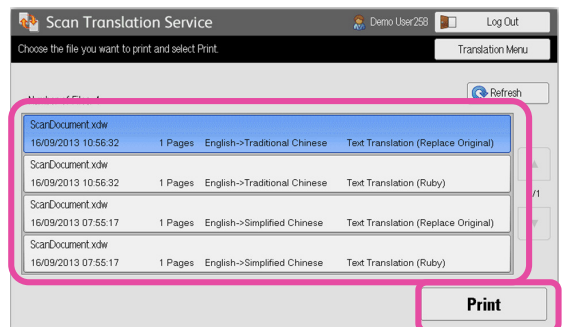 Scan Translation Service
Demo User258
Log Out
Choose the file you want to print and select Print.
Translation Menu
Refresh
ScanDocument.xdw
16/09/2013 10:56:32 1 Pages English->Traditional Chinese Text Translation (Replace Original)
ScanDocument.xdw
16/09/2013 10:56:32 1 Pages English->Traditional Chinese Text Translation (Ruby)
ScanDocument.xdw
/1
16/09/2013 07:55:17 1 Pages English->Simplified Chinese Text Translation (Replace Original)
ScanDocument.xdw
16/09/2013 07:55:17 1 Pages English->Simplified Chinese Text Translation (Ruby)
Print